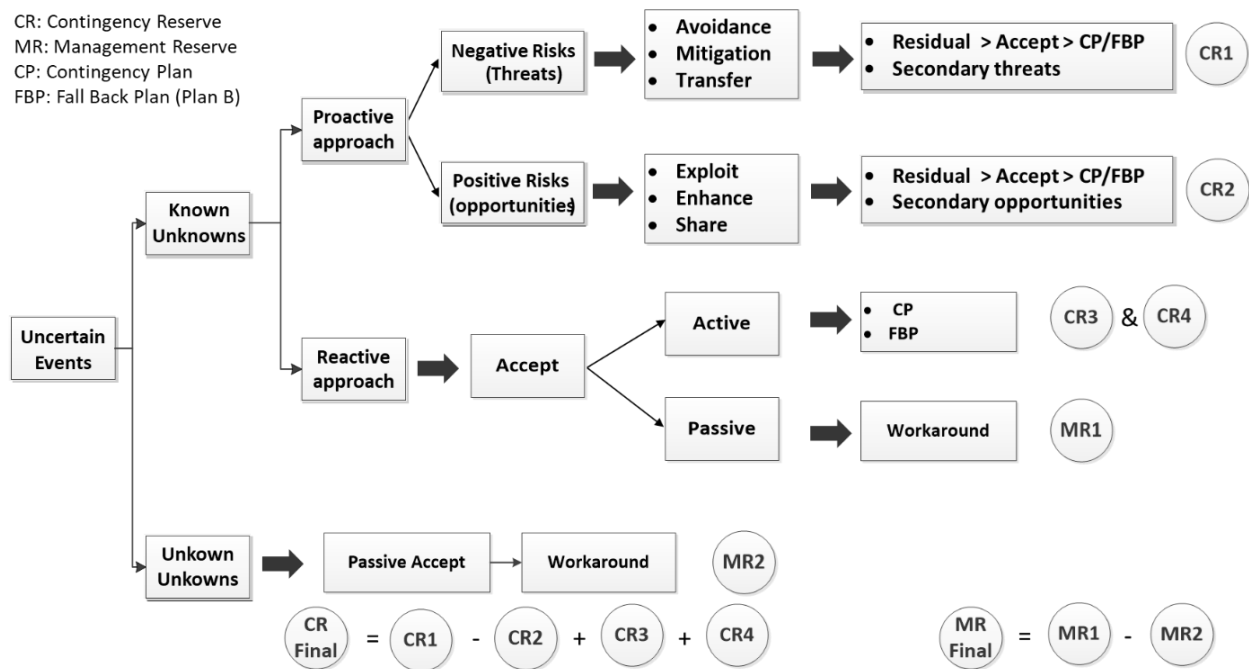 CR: Contingency Reserve
MR: Management Reserve
CP: Contingency Plan
FBP: Fall Back Plan (Plan B)
Uncertain
Events
Known
Unknowns
Unkown
Unkowns
Proactive
approach
Reactive
approach
Negative Risks
(Threats)
• Avoidance
• Mitigation
• Transfer
• Residual > Accept > CP/FBP
• Secondary threats
CR1
Positive Risks
(opportunities)
• Exploit
• Enhance
• Share
• Residual > Accept > CP/FBP
• Secondary opportunities
CR2
Accept
Active
• CP
• FBP
CR3 & CR4
Passive
Workaround
MR1
Passive Accept
Workaround
MR2
CR
Final = CR1 - CR2 + CR3 + CR4
MR
Final = MR1 - MR2